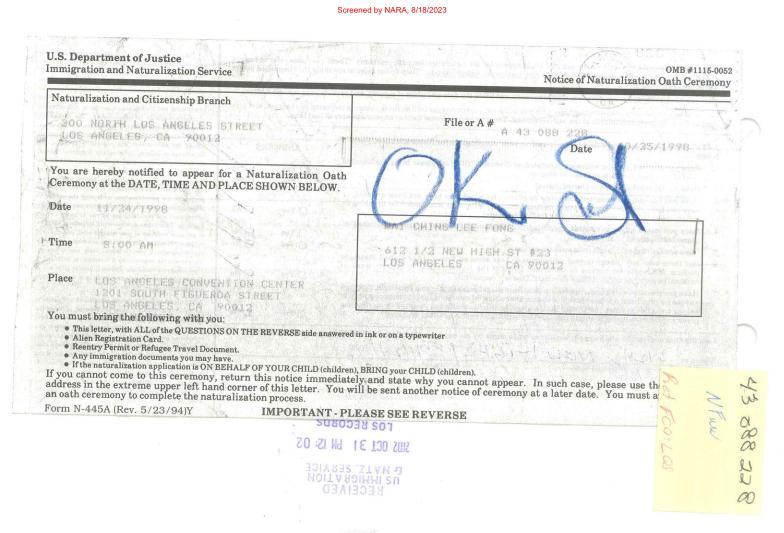 Screened by NARA, 8/18/2023
U.S. Department of Justice
Immigration and Naturalization Service
OMB #1115-0052
Notice of Naturalization Oath Ceremony
Naturalization and Citizenship Branch
300 NORTH LOS ANGELES STREET
LOS ANGELES, CA 90012
File or A #
A 43 088 228
Date
/25/1998
OK
You are hereby notified to appear for a Naturalization Oath
Ceremony at the DATE, TIME AND PLACE SHOWN BELOW.
Date 11/24/1998
Time 8:00 AM
Place LOS ANGELES CONVENTION CENTER
1201 SOUTH FIGUEROA STREET
LOS ANGELES, CA 90012
CHING LEE FONG
612 1/2 NEW HIGH ST #23
LOS ANGELES CA 90012
You must bring the following with you:
● This letter, with ALL of the QUESTIONS ON THE REVERSE side answered in ink or on a typewriter
● Alien Registration Card.
● Reentry Permit or Refugee Travel Document.
● Any immigration documents you may have.
● If the naturalization application is ON BEHALF OF YOUR CHILD (children), BRING your CHILD (children).
If you cannot come to this ceremony, return this notice immediately and state why you cannot appear. In such case, please use the
address in the extreme upper left hand corner of this letter. You will be sent another notice of ceremony at a later date. You must a
an oath ceremony to complete the naturalization process.
Form N-445A (Rev. 5/23/94)Y
IMPORTANT - PLEASE SEE REVERSE
RECEIVED
US IMMIGRATION
& NATZ. SERVICE
2002 OCT 31 PM 12:02
LOS RECORDS
43 088 228